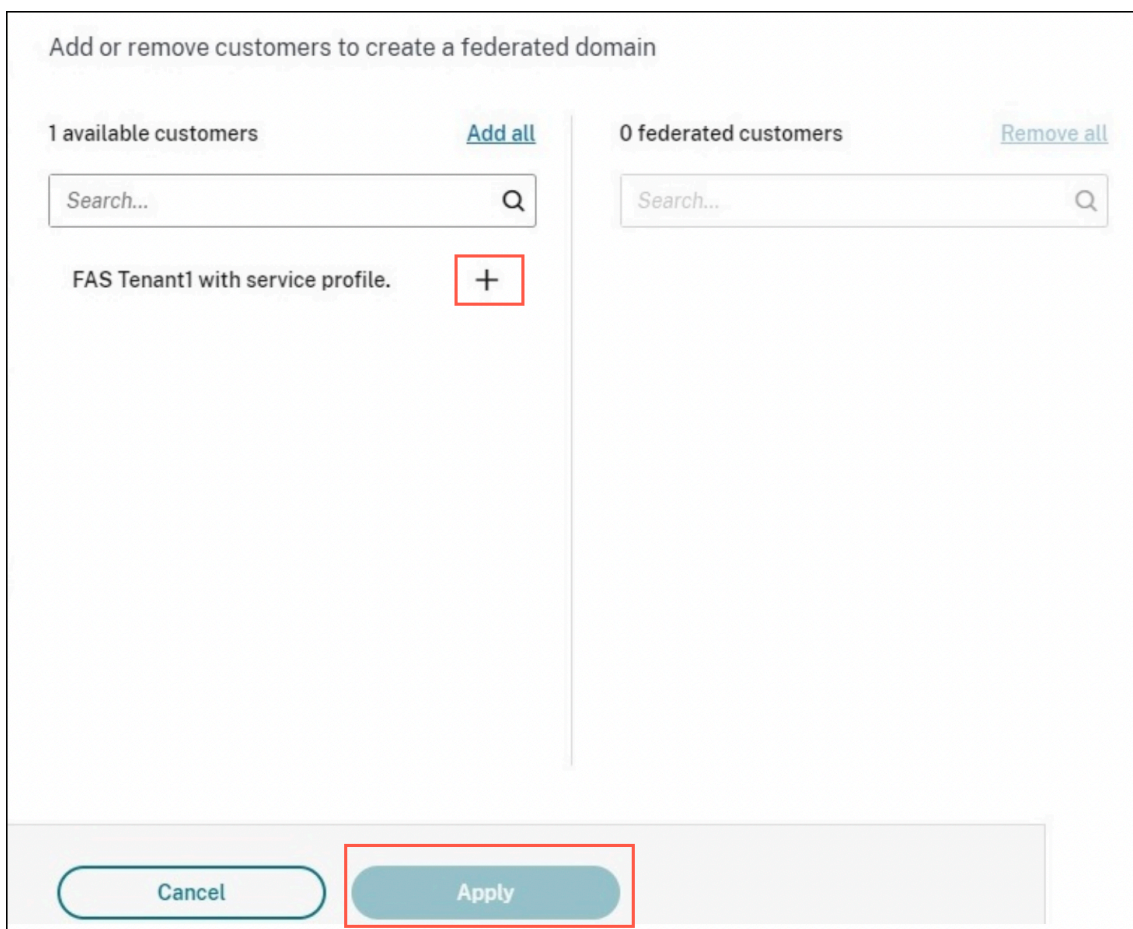 Add or remove customers to create a federated domain
1 available customers
Add all
Search...
FAS Tenant1 with service profile.
0 federated customers
Remove all
Search...
Cancel
Apply